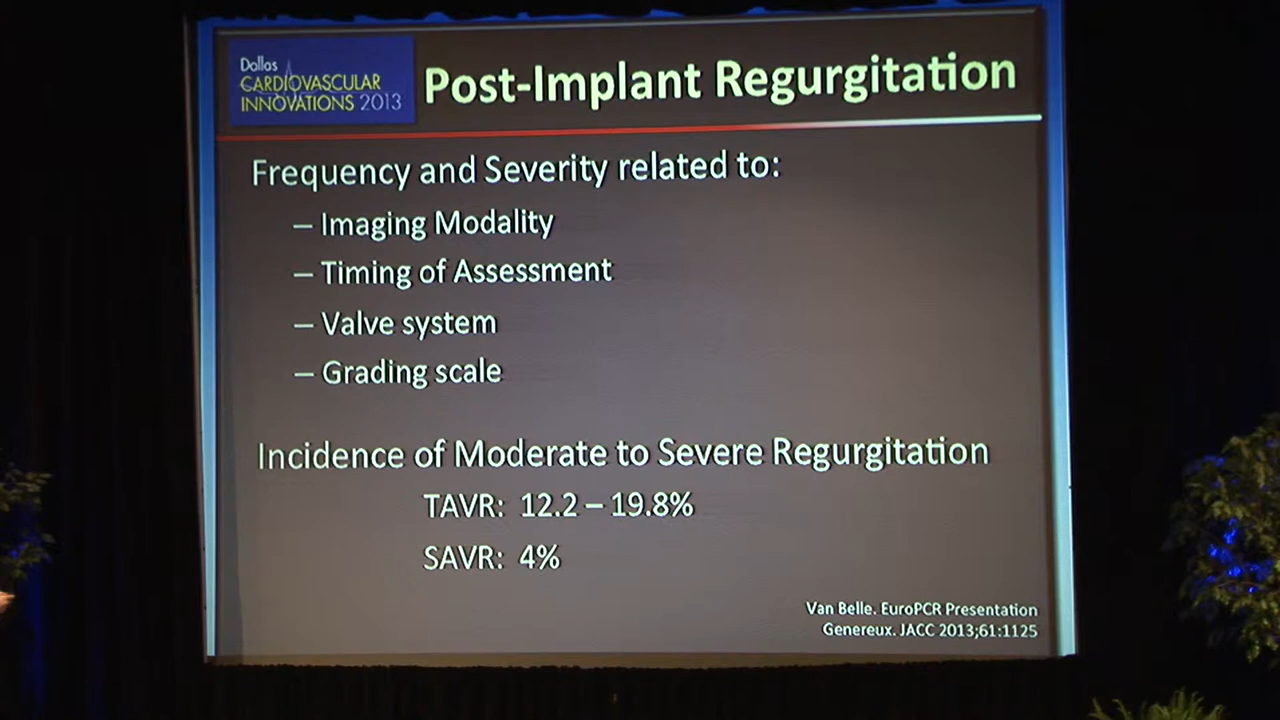 Dallas
CARDIOVASCULAR
INNOVATIONS 2013
Post-Implant Regurgitation
Frequency and Severity related to:
– Imaging Modality
– Timing of Assessment
– Valve system
– Grading scale
Incidence of Moderate to Severe Regurgitation
TAVR: 12.2 – 19.8%
SAVR: 4%
Van Belle. EuroPCR Presentation
Genereux. JACC 2013;61:1125